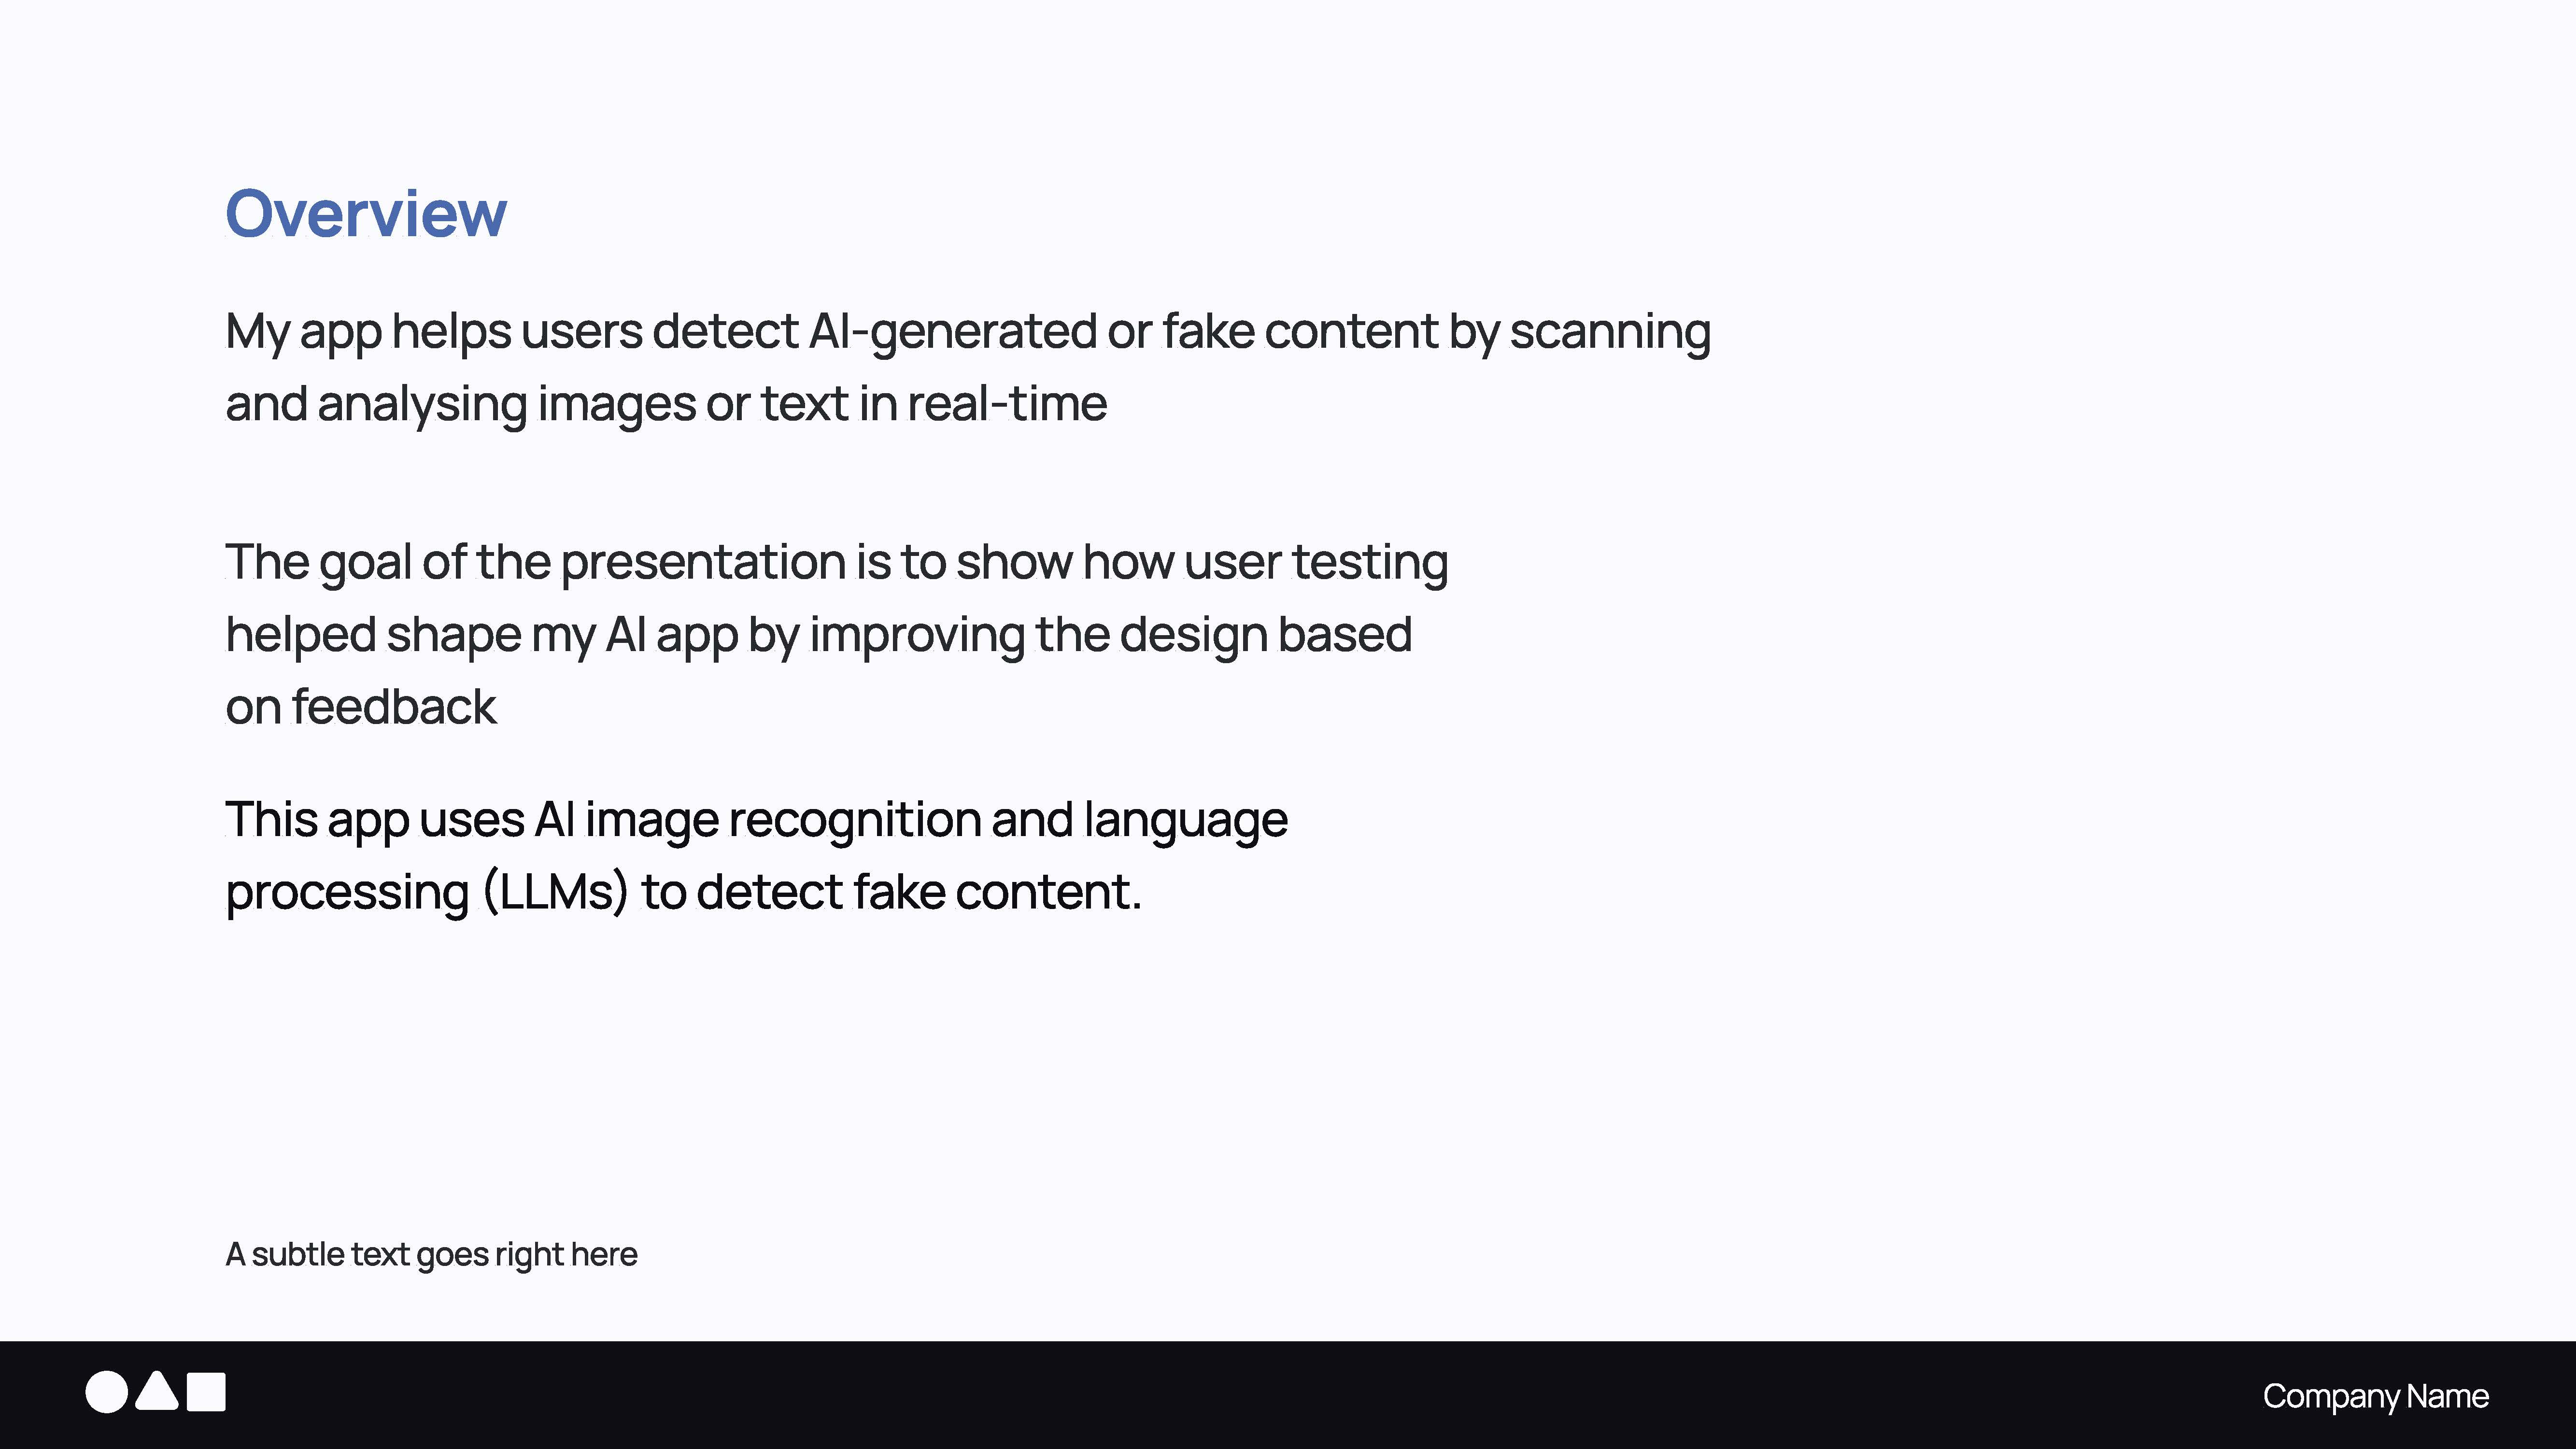 Overview
My app helps users detect AI-generated or fake content by scanning
and analysing images or text in real-time
The goal of the presentation is to show how user testing
helped shape my AI app by improving the design based
on feedback
This app uses AI image recognition and language
processing (LLMs) to detect fake content.
A subtle text goes right here
Company Name